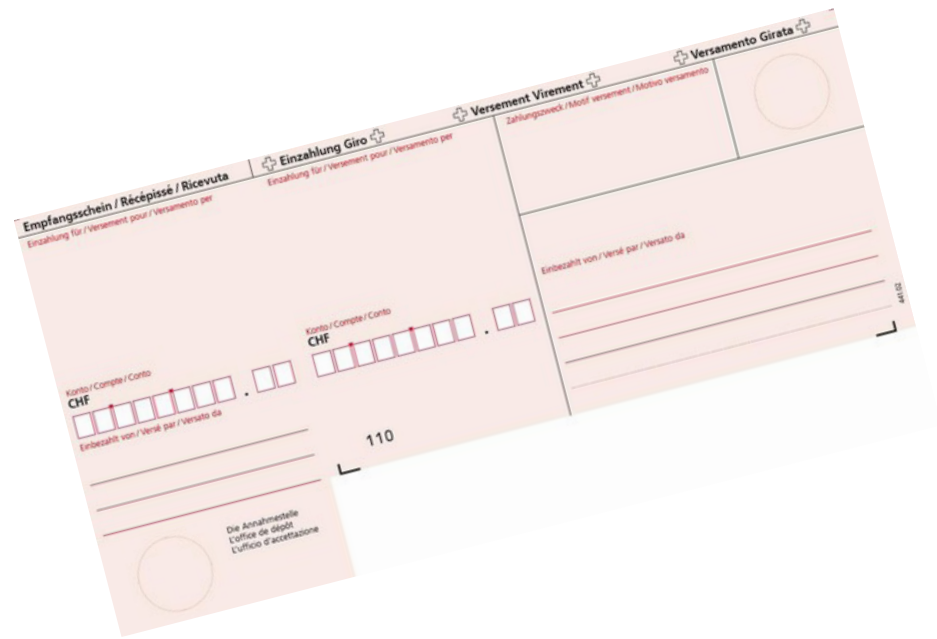 Empfangsschein / Récépissé / Ricevuta
Einzahlung für / Versement pour / Versamento per
Konto / Compte / Conto
CHF
.
Einbezahlt von / Versé par / Versato da
Die Annahmestelle
L'office de dépôt
L'ufficio d'accettazione
Einzahlung Giro
Versement Virement
Versamento Girata
Einzahlung für / Versement pour / Versamento per
Konto / Compte / Conto
CHF
.
110
Zahlungszweck / Motif versement / Motivo versamento
Einbezahlt von / Versé par / Versato da
441.02